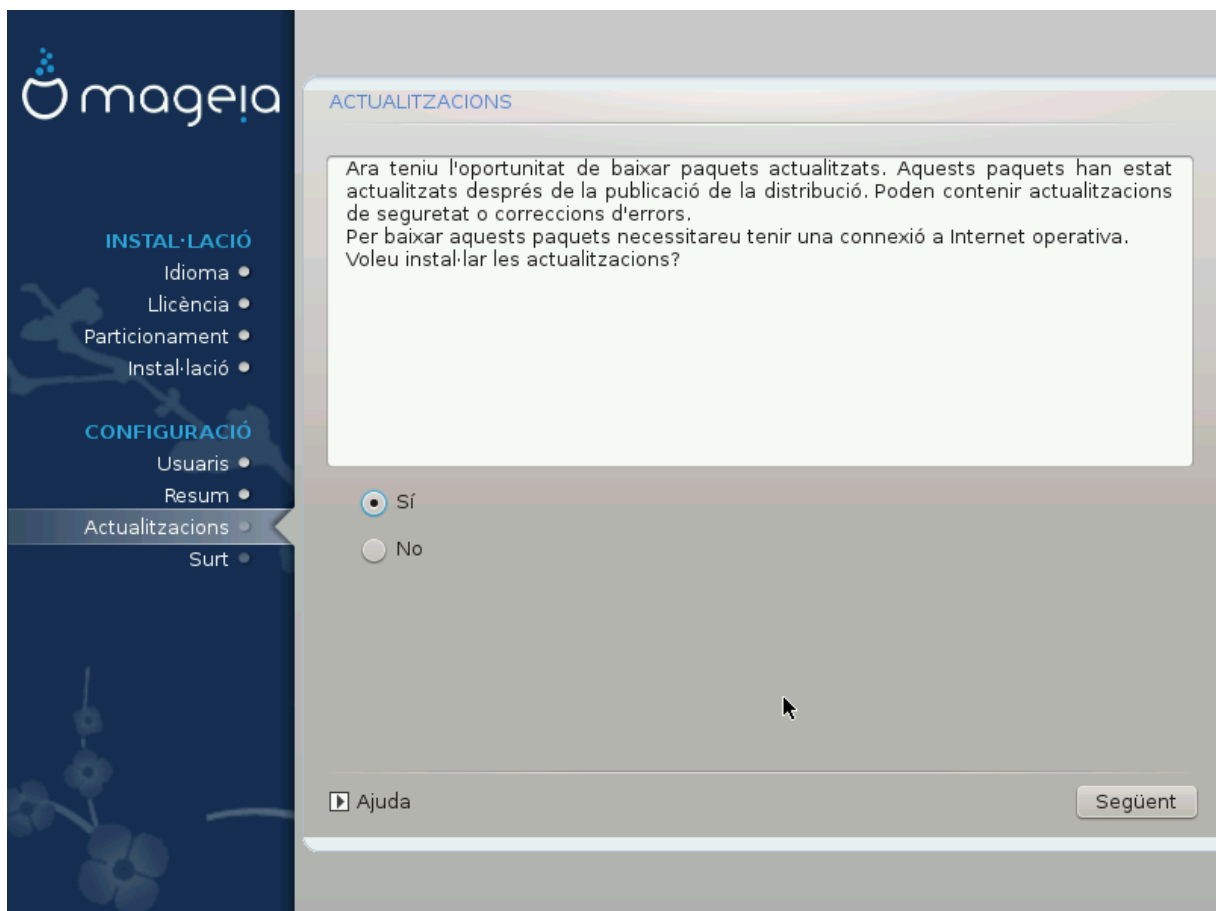 mageia
INSTAL·LACIÓ
Idioma
Llicència
Particionament
Instal·lació
CONFIGURACIÓ
Usuaris
Resum
Actualitzacions
Surt
ACTUALITZACIONS
Ara teniu l'oportunitat de baixar paquets actualitzats. Aquests paquets han estat
actualitzats després de la publicació de la distribució. Poden contenir actualitzacions
de seguretat o correccions d'errors.
Per baixar aquests paquets necessitareu tenir una connexió a Internet operativa.
Voleu instal·lar les actualitzacions?
Sí
No
Ajuda
Següent